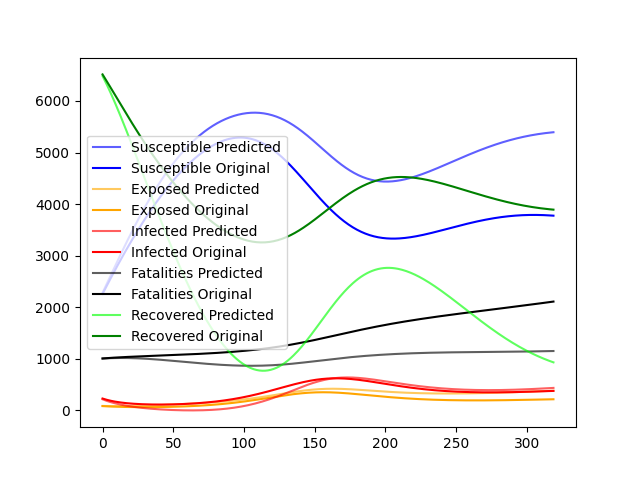 6000
5000
4000
3000
2000
1000
0
Susceptible Predicted
Susceptible Original
Exposed Predicted
Exposed Original
Infected Predicted
Infected Original
Fatalities Predicted
Fatalities Original
Recovered Predicted
Recovered Original
0 50 100 150 200 250 300